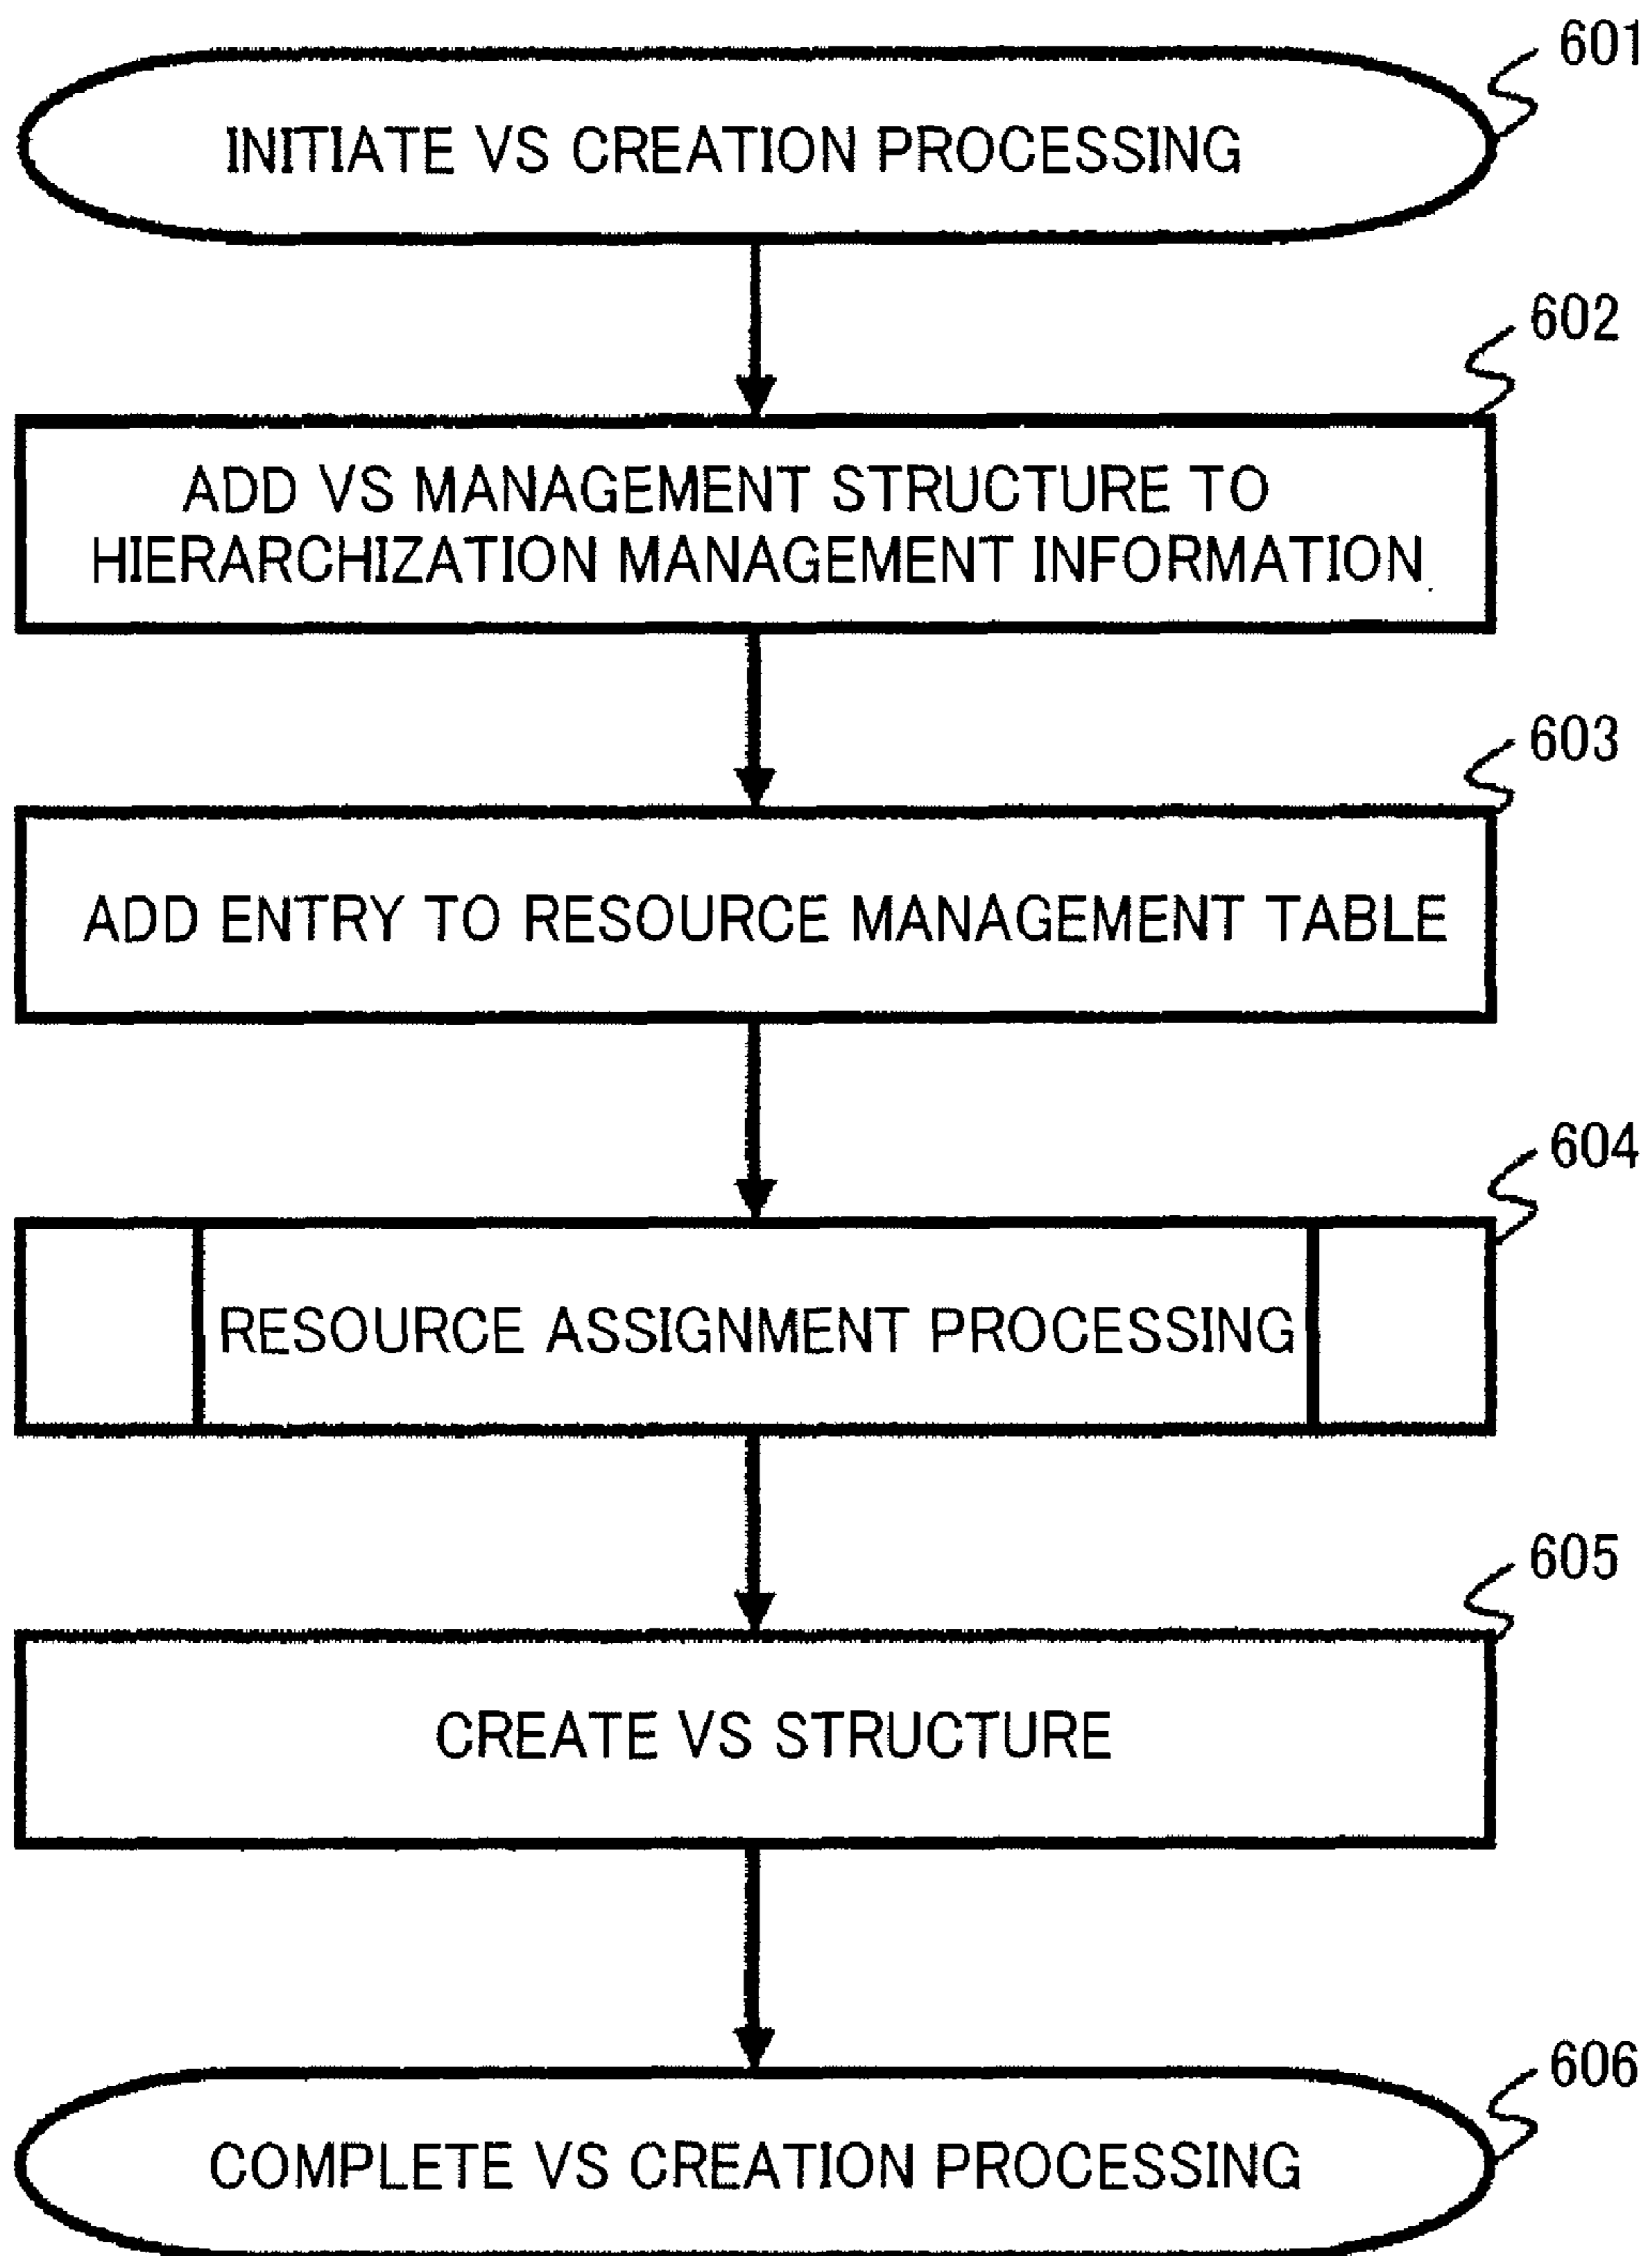 601
INITIATE VS CREATION PROCESSING
602
ADD VS MANAGEMENT STRUCTURE TO
HIERARCHIZATION MANAGEMENT INFORMATION
603
ADD ENTRY TO RESOURCE MANAGEMENT TABLE
604
RESOURCE ASSIGNMENT PROCESSING
605
CREATE VS STRUCTURE
606
COMPLETE VS CREATION PROCESSING